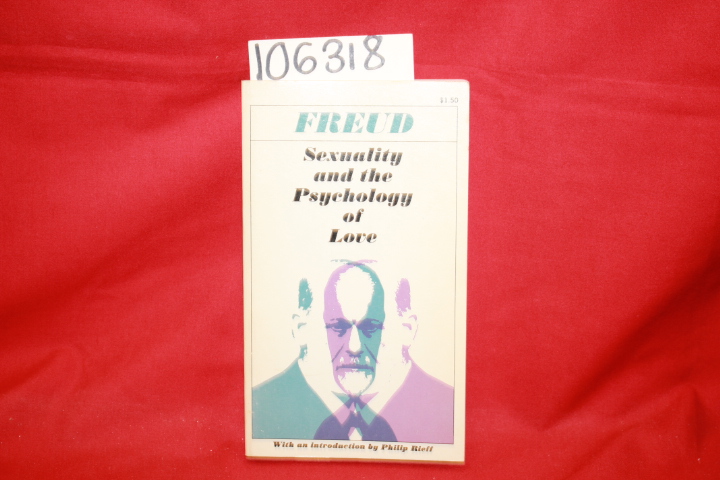 106318
$1.50
FREUD
Sexuality
and the
Psychology
of
Love
With an introduction by Philip Rieff